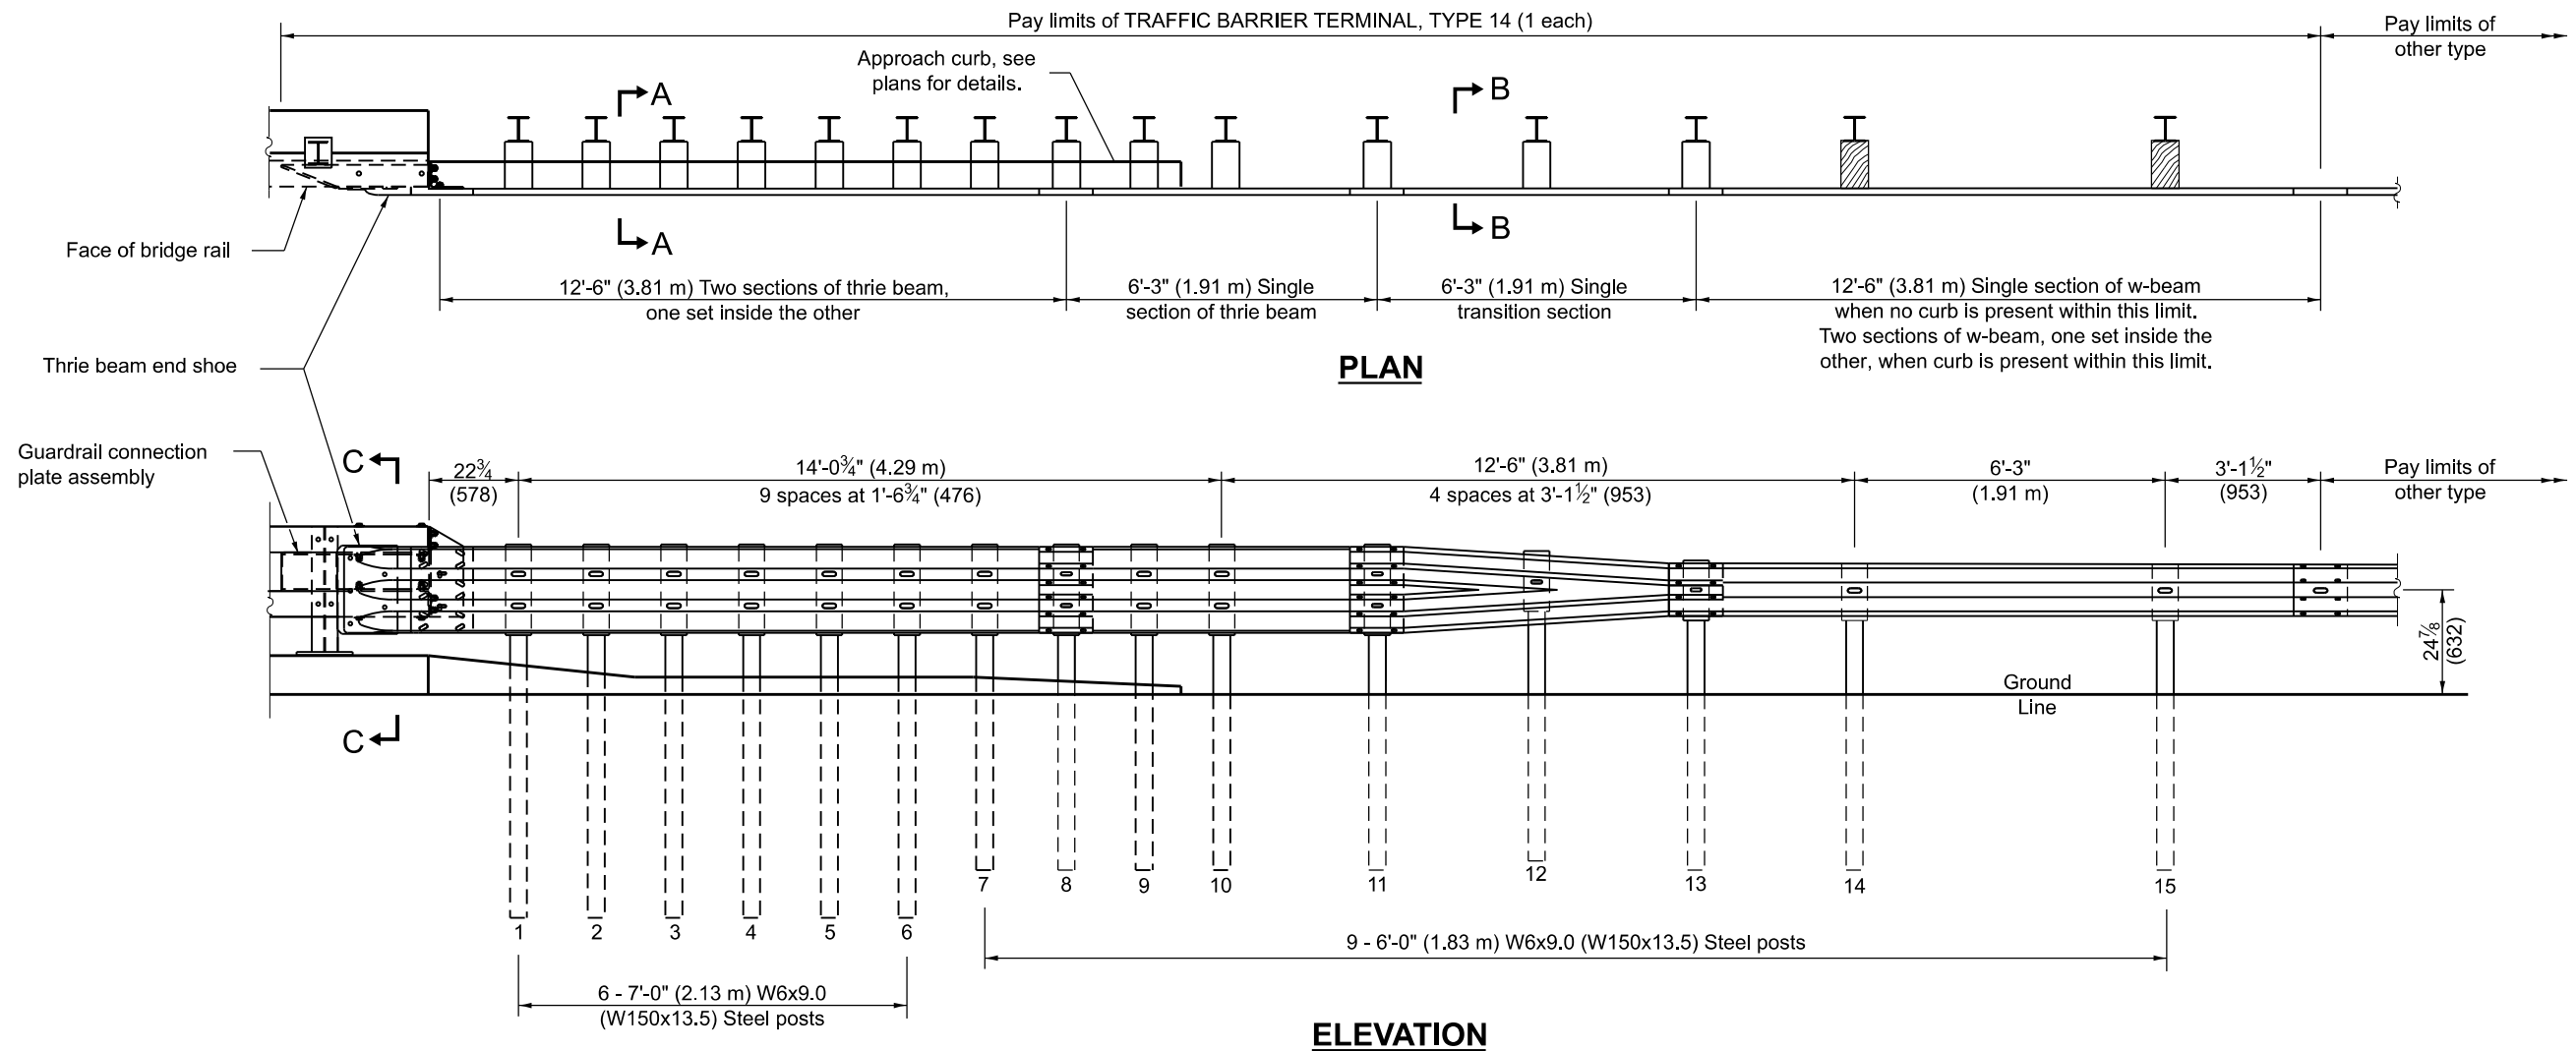 Pay limits of TRAFFIC BARRIER TERMINAL, TYPE 14 (1 each)
Pay limits of
other type
Approach curb, see
plans for details.
A
B
A
B
Face of bridge rail
12'-6" (3.81 m) Two sections of thrie beam,
one set inside the other
6'-3" (1.91 m) Single
section of thrie beam
6'-3" (1.91 m) Single
transition section
12'-6" (3.81 m) Single section of w-beam
when no curb is present within this limit.
Two sections of w-beam, one set inside the
other, when curb is present within this limit.
Thrie beam end shoe
PLAN
Guardrail connection
plate assembly
C
22¾
(578)
14'-0¾" (4.29 m)
9 spaces at 1'-6¾" (476)
12'-6" (3.81 m)
4 spaces at 3'-1½" (953)
6'-3"
(1.91 m)
3'-1½"
(953)
Pay limits of
other type
24⅞
(632)
Ground
Line
C
1
2
3
4
5
6
7
8
9
10
11
12
13
14
15
9 - 6'-0" (1.83 m) W6x9.0 (W150x13.5) Steel posts
6 - 7'-0" (2.13 m) W6x9.0
(W150x13.5) Steel posts
ELEVATION